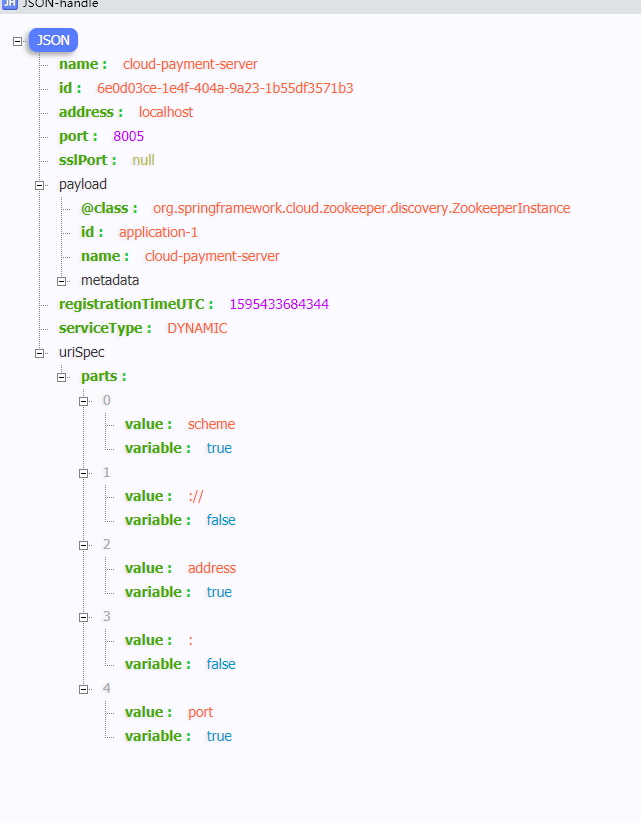 JH JSON-handle
JSON
name : cloud-payment-server
id : 6e0d03ce-1e4f-404a-9a23-1b55df3571b3
address : localhost
port : 8005
sslPort : null
payload
@class : org.springframework.cloud.zookeeper.discovery.ZookeeperInstance
id : application-1
name : cloud-payment-server
metadata
registrationTimeUTC : 1595433684344
serviceType : DYNAMIC
uriSpec
parts :
0
value : scheme
variable : true
1
value : ://
variable : false
2
value : address
variable : true
3
value : :
variable : false
4
value : port
variable : true